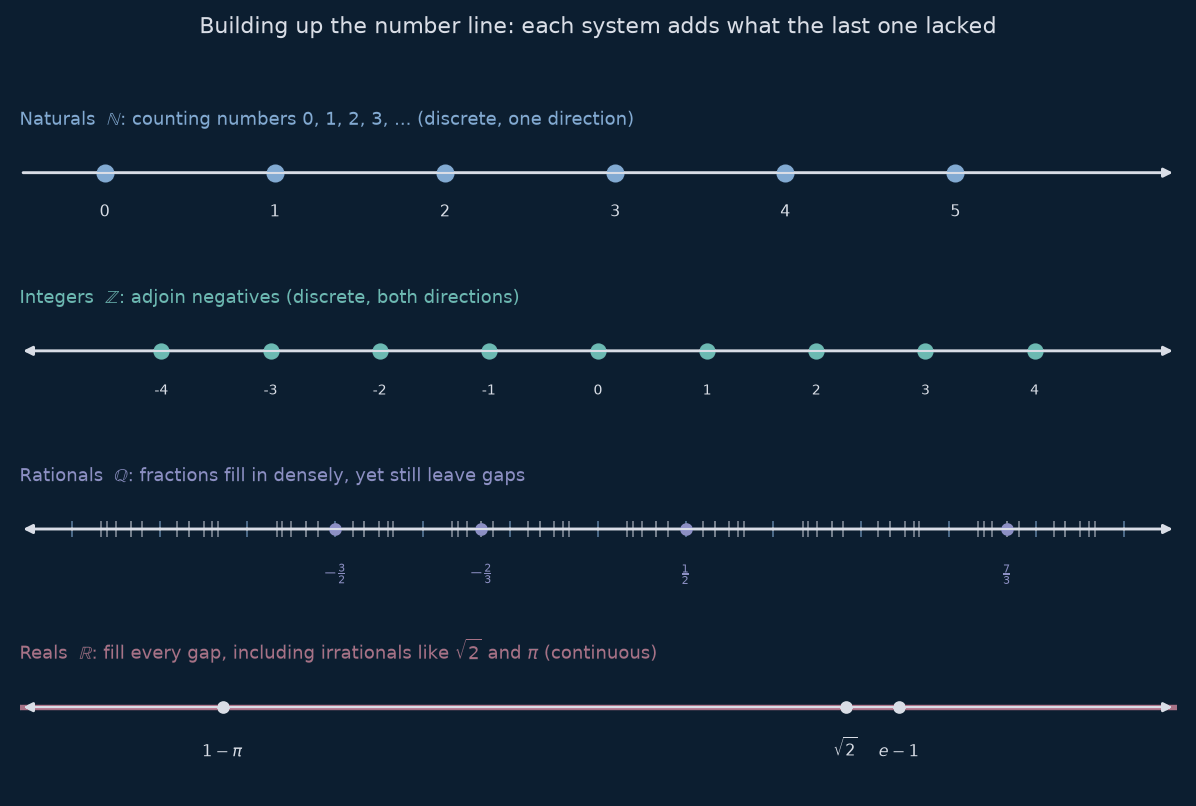 Building up the number line: each system adds what the last one lacked
Naturals ℕ: counting numbers 0, 1, 2, 3, ... (discrete, one direction)
0 1 2 3 4 5
Integers ℤ: adjoin negatives (discrete, both directions)
-4 -3 -2 -1 0 1 2 3 4
Rationals ℚ: fractions fill in densely, yet still leave gaps
−3/2 −2/3 1/2 7/3
Reals ℝ: fill every gap, including irrationals like √2 and π (continuous)
1 − π √2 e − 1